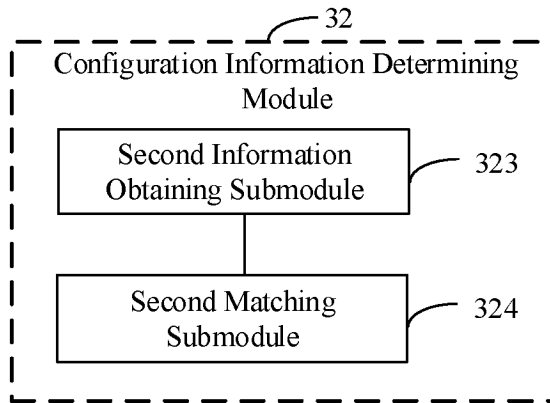 32
Configuration Information Determining
Module
Second Information
Obtaining Submodule
323
Second Matching
Submodule
324